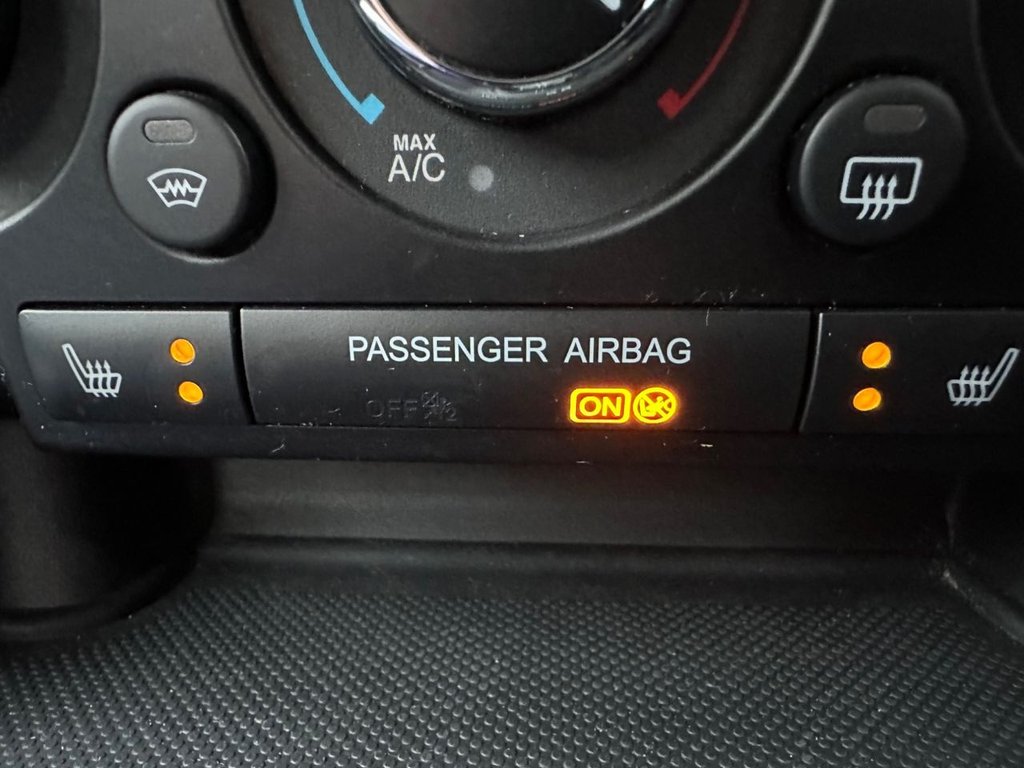 MAX
A/C
PASSENGER AIRBAG
OFF ON